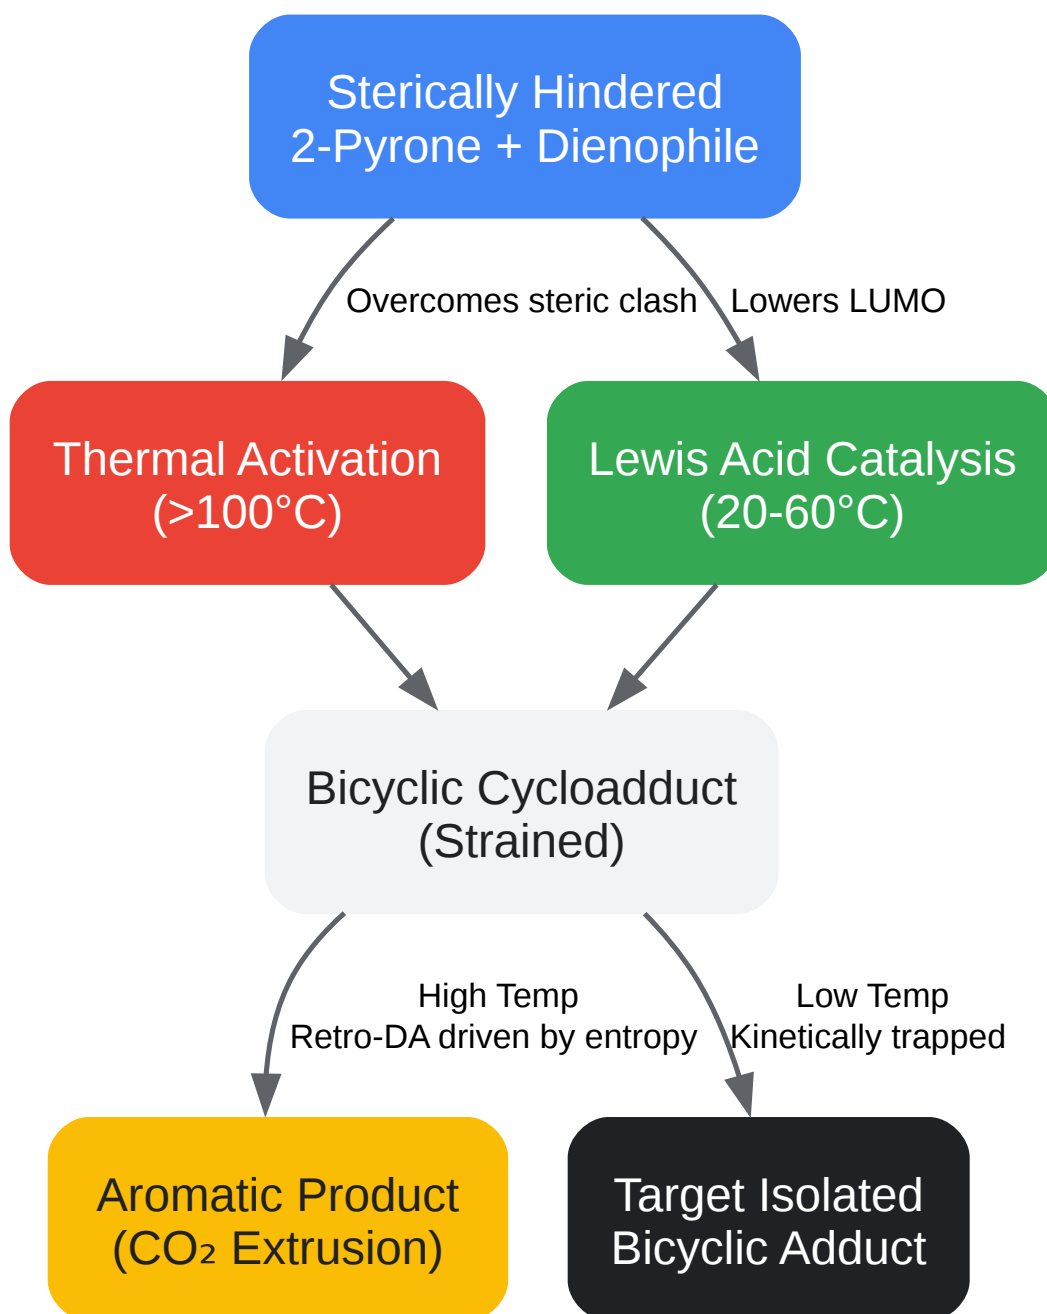 Sterically Hindered
2-Pyrone + Dienophile
Overcomes steric clash
Lowers LUMO
Thermal Activation
(>100°C)
Lewis Acid Catalysis
(20-60°C)
Bicyclic Cycloadduct
(Strained)
High Temp
Retro-DA driven by entropy
Low Temp
Kinetically trapped
Aromatic Product
(CO₂ Extrusion)
Target Isolated
Bicyclic Adduct